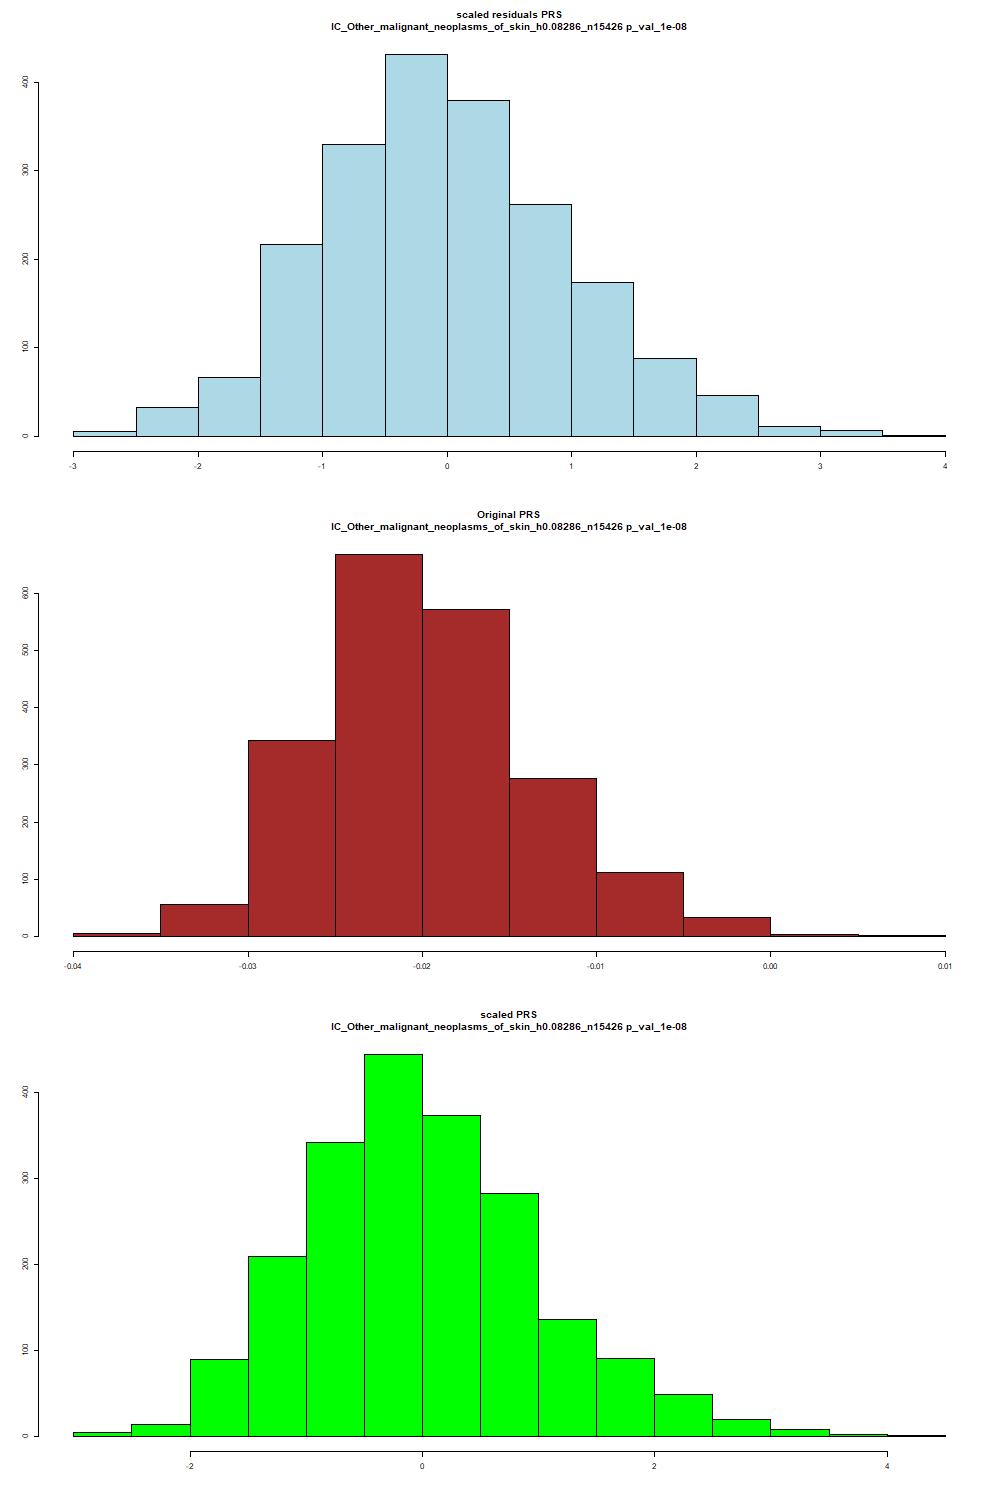 scaled residuals PRS
IC_Other_malignant_neoplasms_of_skin_h0.08286_n15426 p_val_1e-08
400
300
200
100
0
-3 -2 -1 0 1 2 3 4
Original PRS
IC_Other_malignant_neoplasms_of_skin_h0.08286_n15426 p_val_1e-08
600
500
400
300
200
100
0
-0.04 -0.03 -0.02 -0.01 0.00 0.01
scaled PRS
IC_Other_malignant_neoplasms_of_skin_h0.08286_n15426 p_val_1e-08
400
300
200
100
0
-2 0 2 4